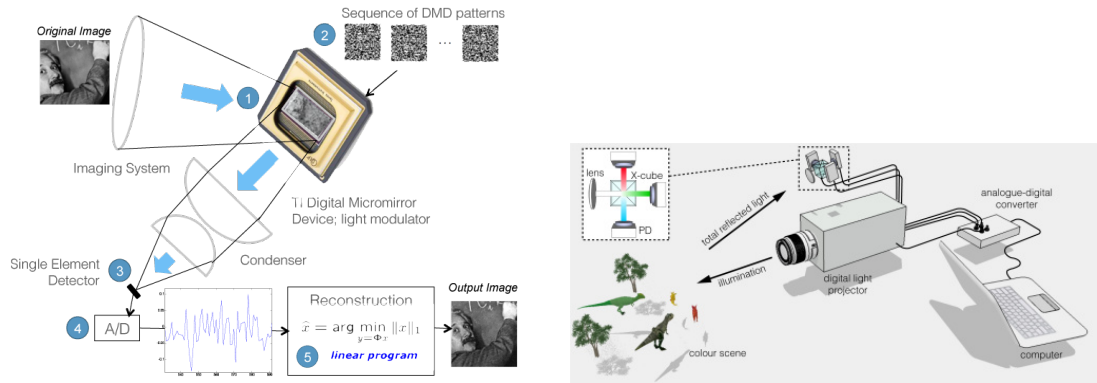 Original Image
Sequence of DMD patterns
2
...
1
Imaging System
Digital Micromirror
Device; light modulator
Condenser
Single Element
Detector
3
4
A/D
Reconstruction
x̂ = arg min ‖x‖₁
y=Φx
5
linear program
Output Image
lens
X-cube
PD
total reflected light
illumination
analogue-digital
converter
digital light
projector
colour scene
computer